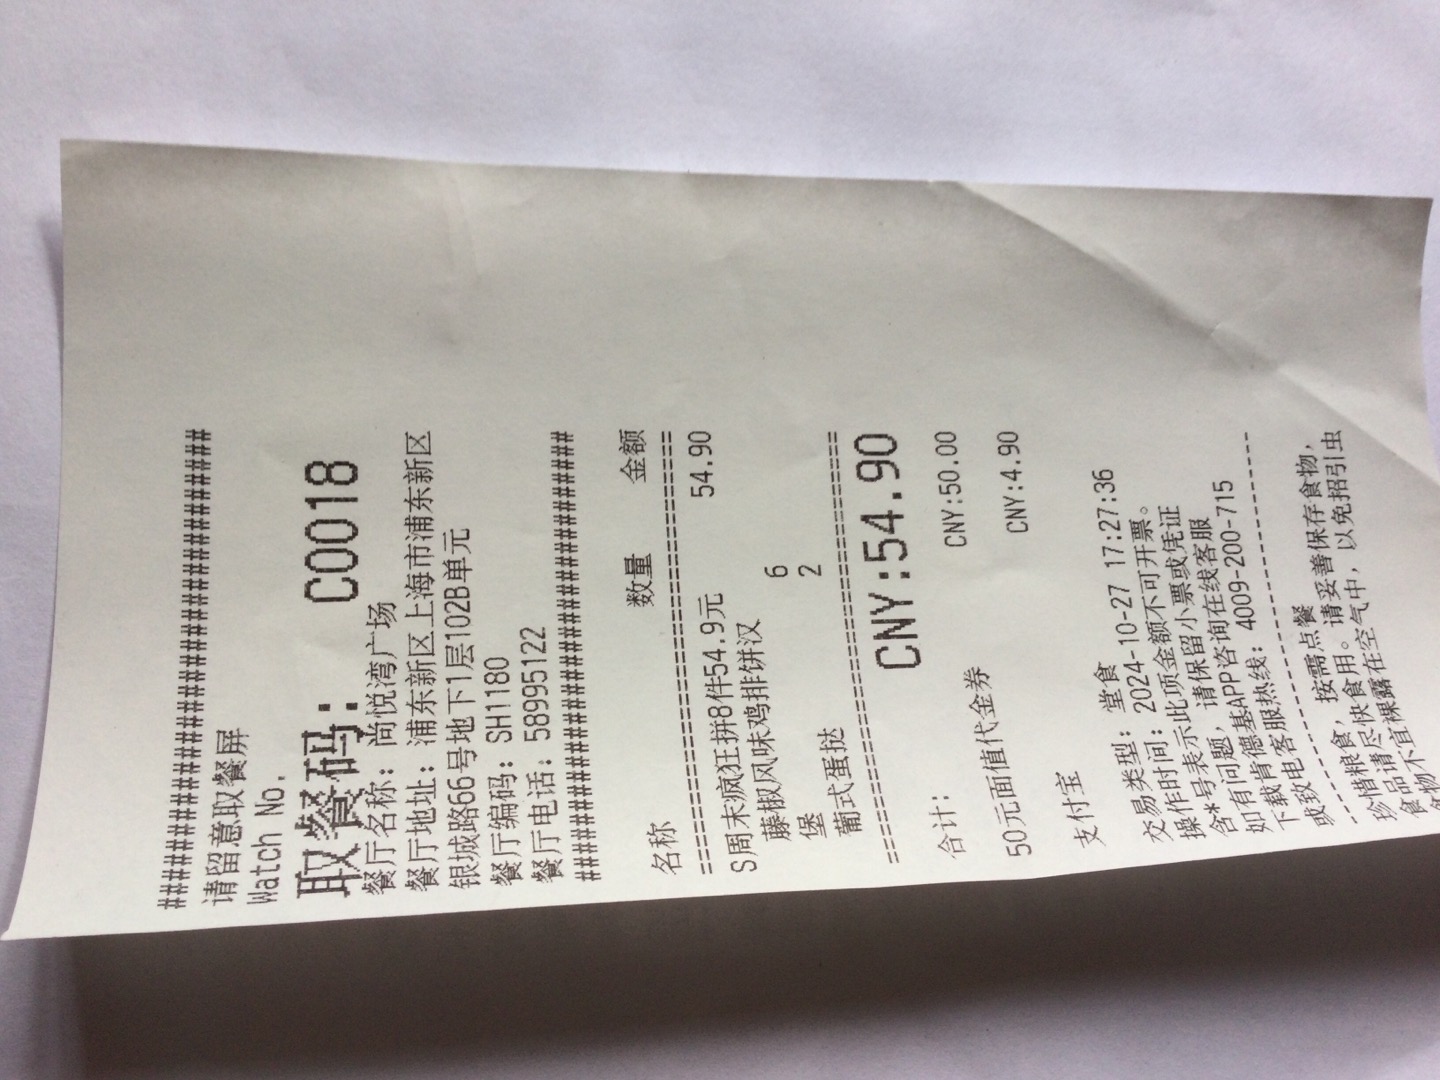 ##########################################
请留意取餐屏
Watch No.
取餐码: C0018
餐厅名称: 尚悦湾广场
餐厅地址: 浦东新区上海市浦东新区
银城路66号地下1层102B单元
餐厅编码: SH1180
餐厅电话: 58995122
##########################################
名称 数量 金额
==========================================
S周末疯狂拼8件54.9元 54.90
藤椒风味鸡排饼汉 6
堡 2
葡式蛋挞
==========================================
CNY:54.90
合计: CNY:50.00
50元面值代金券 CNY:4.90
支付宝
交易类型: 堂食
操作时间: 2024-10-27 17:27:36
含*号表示此项金额不可开票。
如有问题, 请保留小票或凭证
下载肯德基APP咨询在线客服
或致电客服热线: 4009-200-715
------------------------------------------
珍惜粮食, 按需点餐
食品请尽快食用。请妥善保存食物,
食物不宜裸露在空气中, 以免招引虫